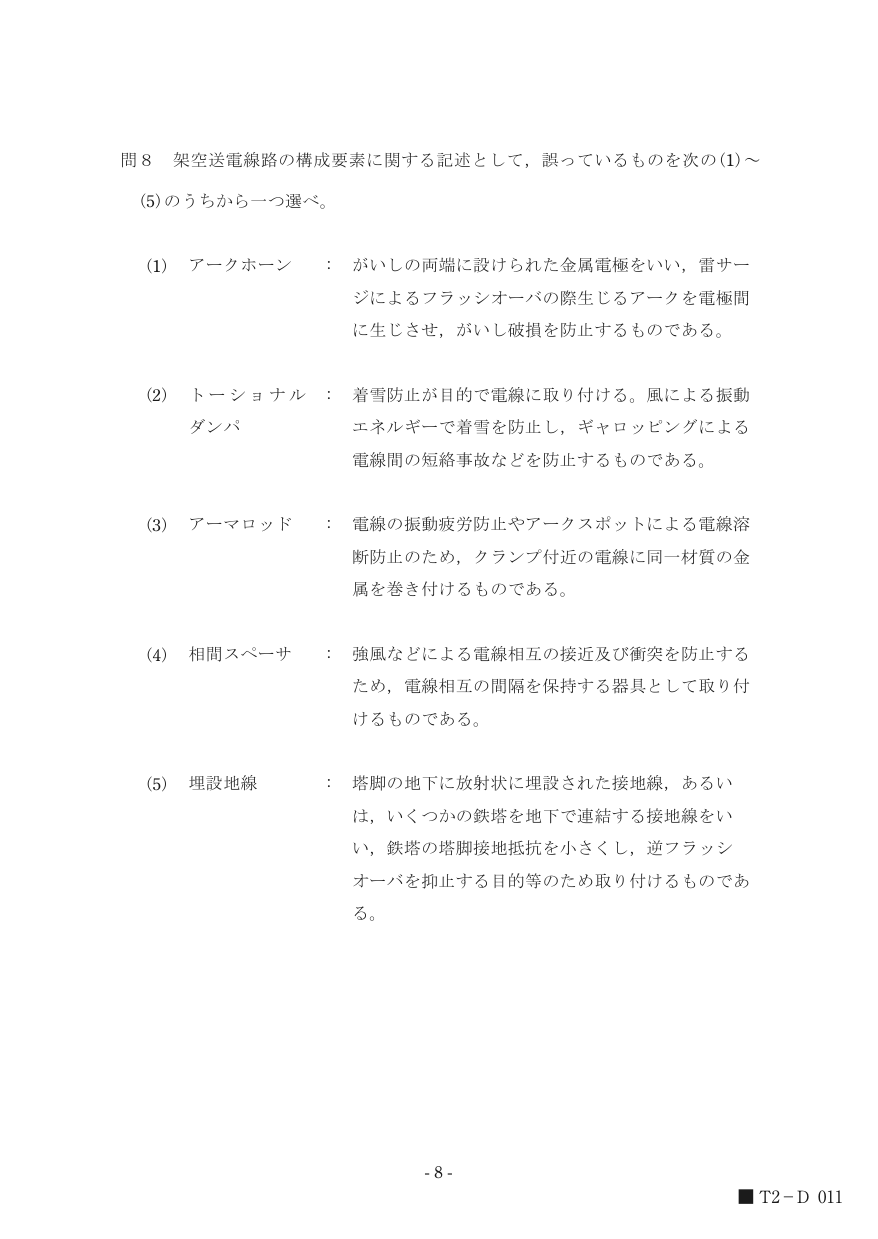 問８　架空送電線路の構成要素に関する記述として，誤っているものを次の(1)～
(5)のうちから一つ選べ。
(1)　アークホーン　：　がいしの両端に設けられた金属電極をいい，雷サー
ジによるフラッシオーバの際生じるアークを電極間
に生じさせ，がいし破損を防止するものである。
(2)　トーショナル　：　着雪防止が目的で電線に取り付ける。風による振動
ダンパ　エネルギーで着雪を防止し，ギャロッピングによる
電線間の短絡事故などを防止するものである。
(3)　アーマロッド　：　電線の振動疲労防止やアークスポットによる電線溶
断防止のため，クランプ付近の電線に同一材質の金
属を巻き付けるものである。
(4)　相間スペーサ　：　強風などによる電線相互の接近及び衝突を防止する
ため，電線相互の間隔を保持する器具として取り付
けるものである。
(5)　埋設地線　：　塔脚の地下に放射状に埋設された接地線，あるい
は，いくつかの鉄塔を地下で連結する接地線をい
い，鉄塔の塔脚接地抵抗を小さくし，逆フラッシ
オーバを抑止する目的等のため取り付けるものであ
る。
- 8 -
■ T2－D 011